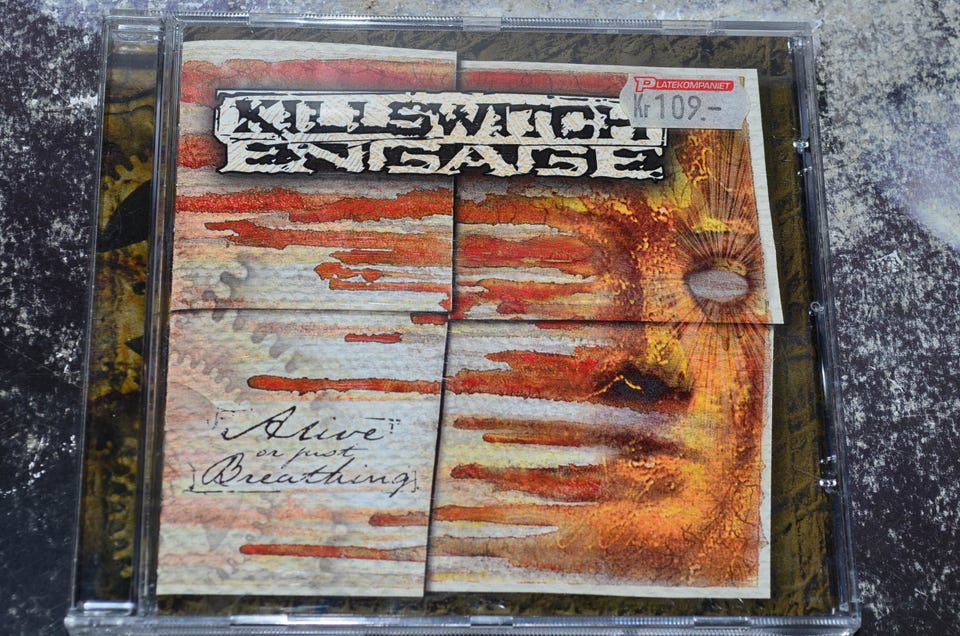 PLATEKOMPANIET
Kr 109.-
KILLSWITCH
ENGAGE
Alive
or just
Breathing